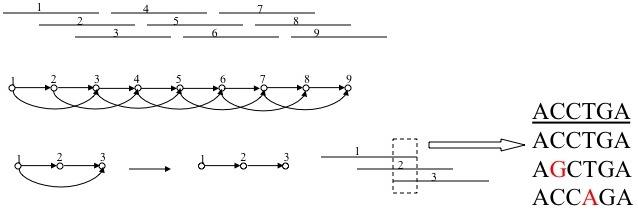 1 4 7
2 5 8
3 6 9
1 2 3 4 5 6 7 8 9
1 2 3 1 2 3
1
2
3
ACCTGA
ACCTGA
AGCTGA
ACCAGA